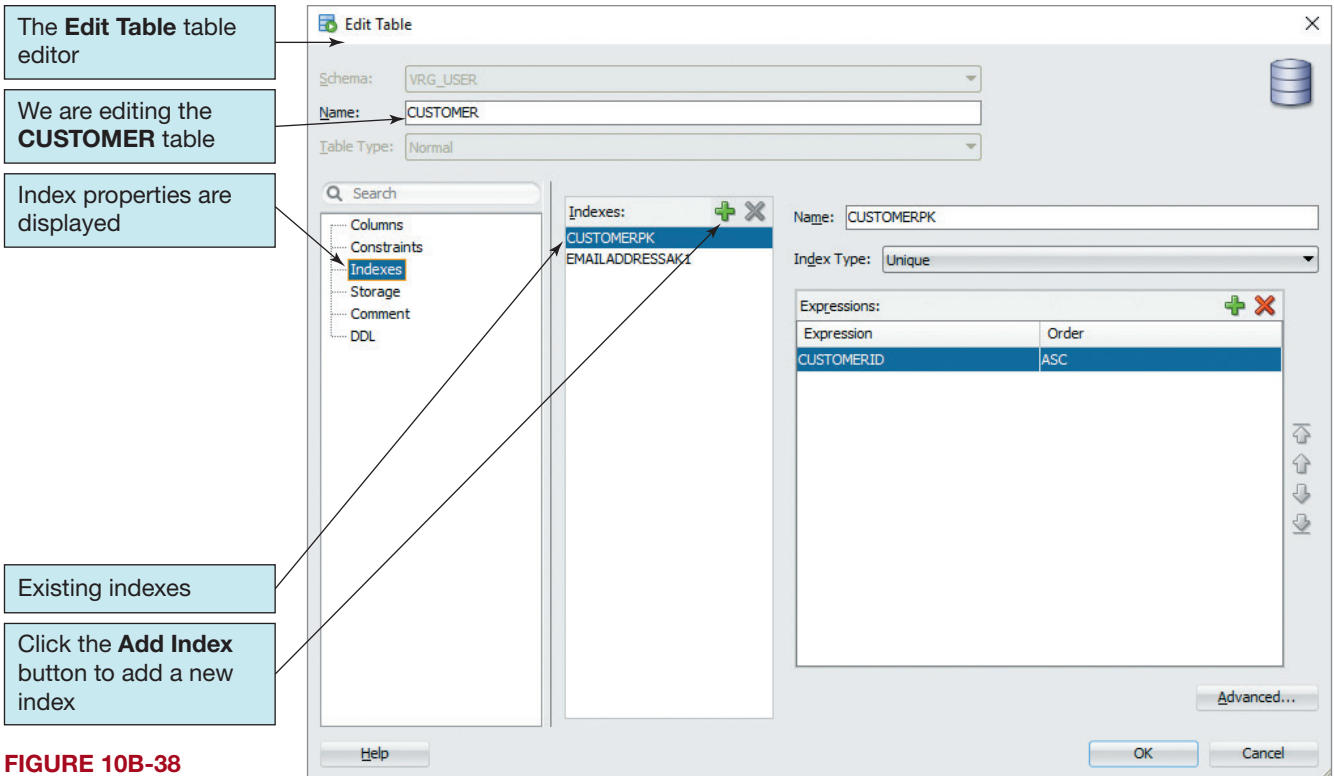 The Edit Table table
editor
We are editing the
CUSTOMER table
Index properties are
displayed
Existing indexes
Click the Add Index
button to add a new
index
FIGURE 10B-38
Edit Table
Schema: VRG_USER
Name: CUSTOMER
Table Type: Normal
Search
Columns
Constraints
Indexes
Storage
Comment
DDL
Indexes:
CUSTOMERPK
EMAILADDRESSAK1
Name: CUSTOMERPK
Index Type: Unique
Expressions:
Expression Order
CUSTOMERID ASC
Advanced...
Help
OK
Cancel